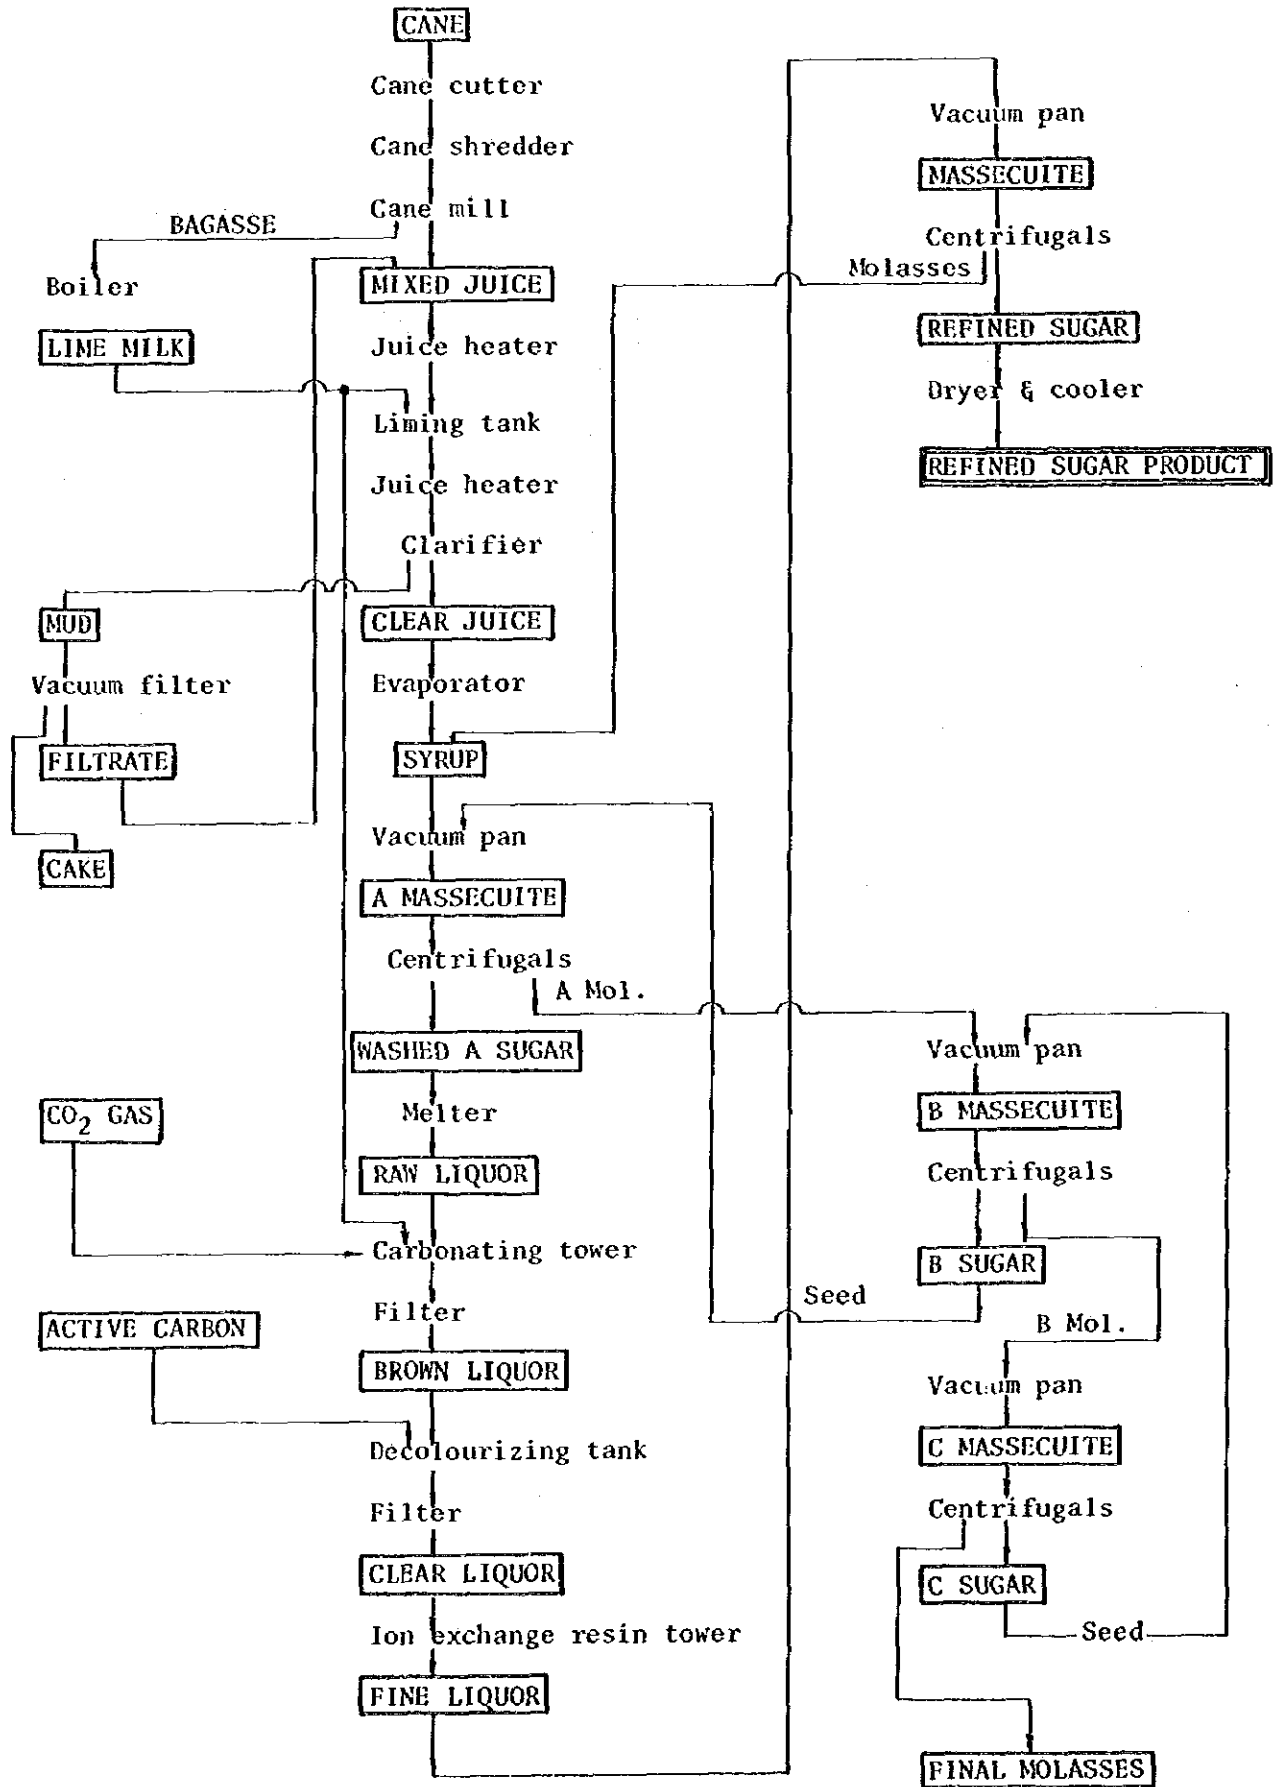 CANE
Cane cutter
Cane shredder
Cane mill
BAGASSE
Boiler
MIXED JUICE
LIME MILK
Juice heater
Liming tank
Juice heater
Clarifier
MUD
CLEAR JUICE
Vacuum filter
Evaporator
FILTRATE
SYRUP
CAKE
Vacuum pan
A MASSECUITE
Centrifugals
A Mol.
WASHED A SUGAR
Melter
CO2 GAS
RAW LIQUOR
Carbonating tower
Filter
ACTIVE CARBON
BROWN LIQUOR
Decolourizing tank
Filter
CLEAR LIQUOR
Ion exchange resin tower
FINE LIQUOR
Vacuum pan
MASSECUITE
Centrifugals
Molasses
REFINED SUGAR
Dryer & cooler
REFINED SUGAR PRODUCT
Vacuum pan
B MASSECUITE
Centrifugals
B SUGAR
Seed
B Mol.
Vacuum pan
C MASSECUITE
Centrifugals
C SUGAR
Seed
FINAL MOLASSES